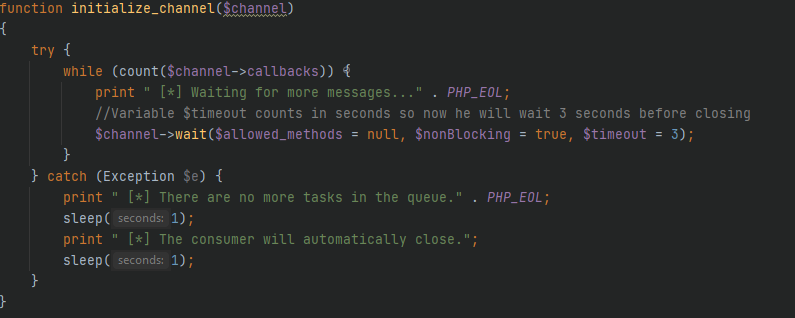 function initialize_channel($channel)
{
    try {
        while (count($channel->callbacks)) {
            print " [*] Waiting for more messages..." . PHP_EOL;
            //Variable $timeout counts in seconds so now he will wait 3 seconds before closing
            $channel->wait($allowed_methods = null, $nonBlocking = true, $timeout = 3);
        }
    } catch (Exception $e) {
        print " [*] There are no more tasks in the queue." . PHP_EOL;
        sleep( seconds: 1);
        print " [*] The consumer will automatically close.";
        sleep( seconds: 1);
    }
}